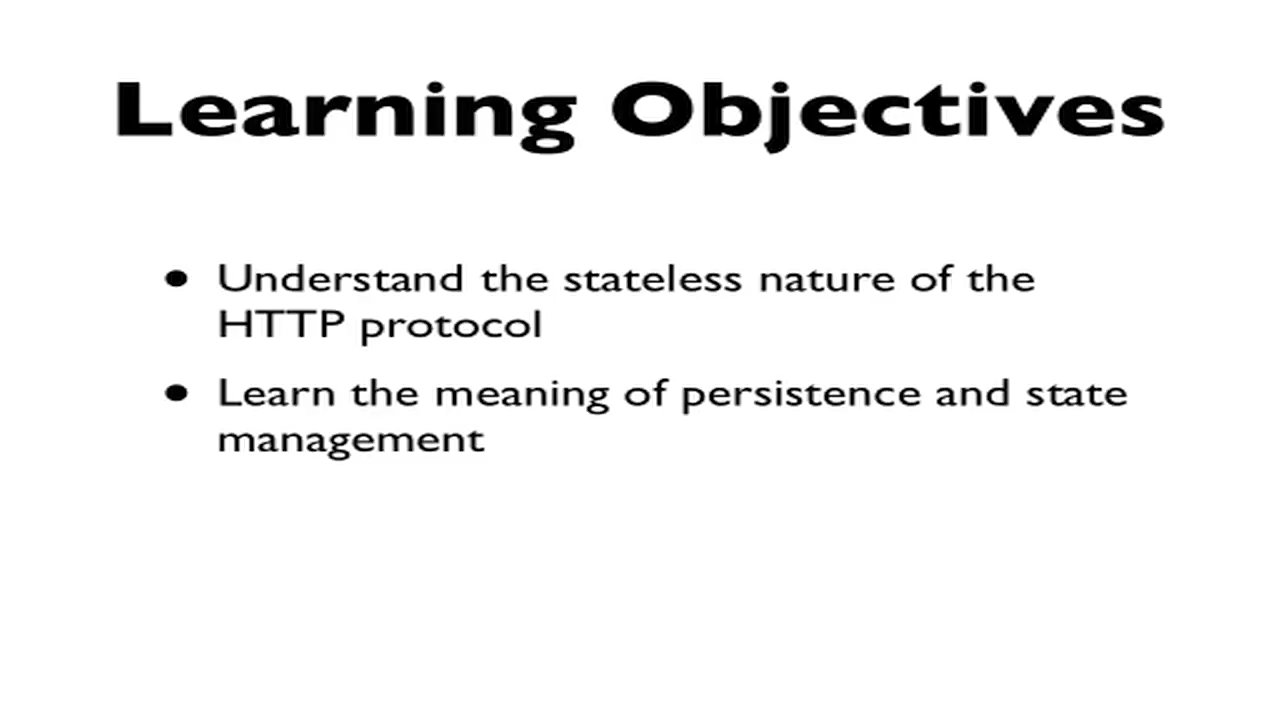 Learning Objectives
• Understand the stateless nature of the
HTTP protocol
• Learn the meaning of persistence and state
management